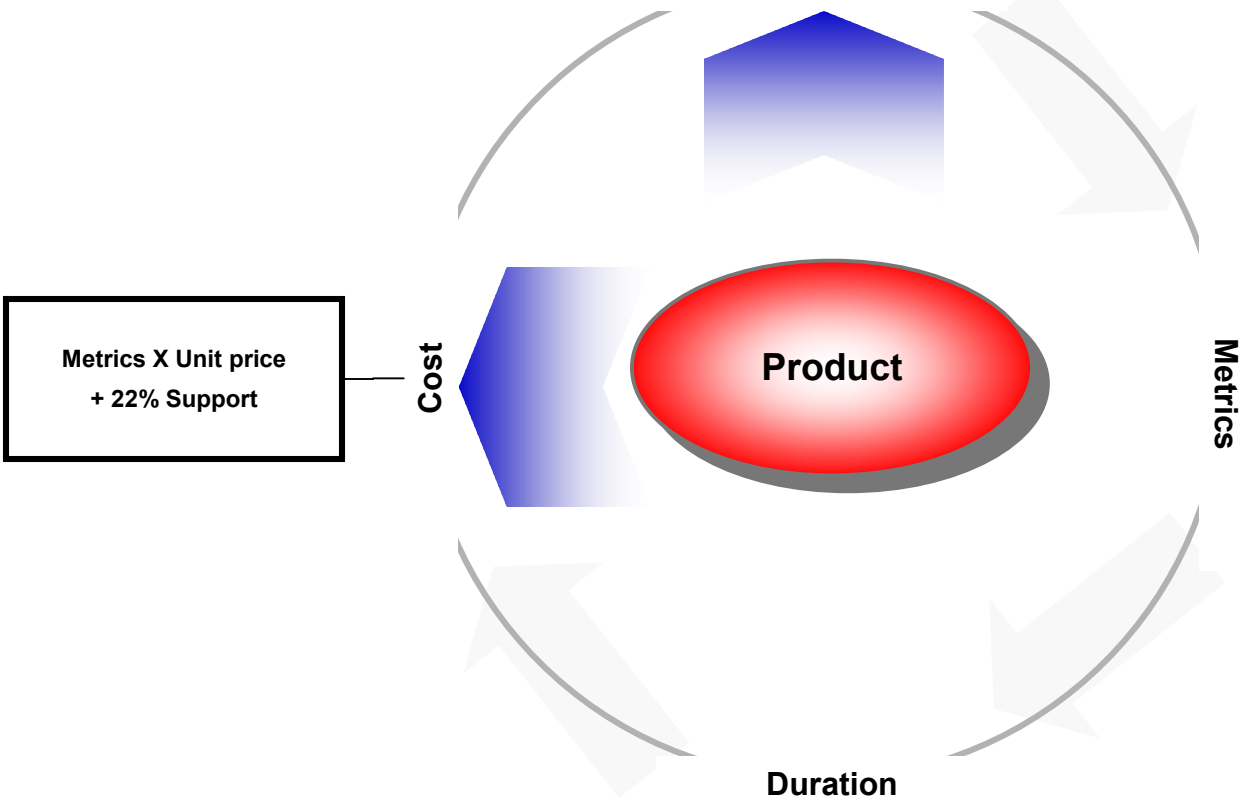 Metrics X Unit price
+ 22% Support
Cost
Product
Metrics
Duration